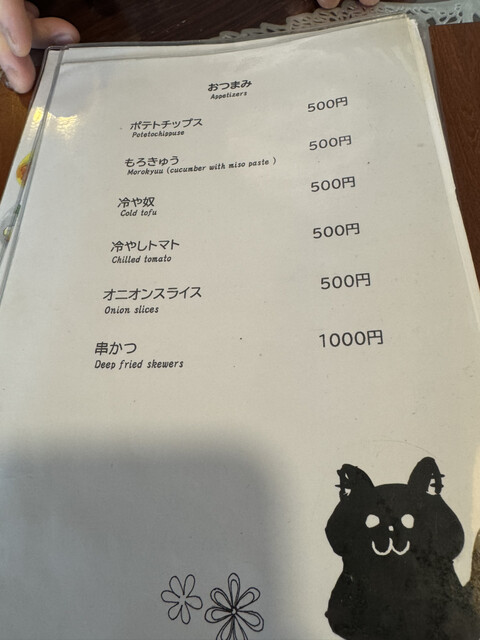 おつまみ
Appetizers
ポテトチップス 500円
Potetochippuse
もろきゅう 500円
Morokyuu (cucumber with miso paste )
冷や奴 500円
Cold tofu
冷やしトマト 500円
Chilled tomato
オニオンスライス 500円
Onion slices
串かつ 1000円
Deep fried skewers